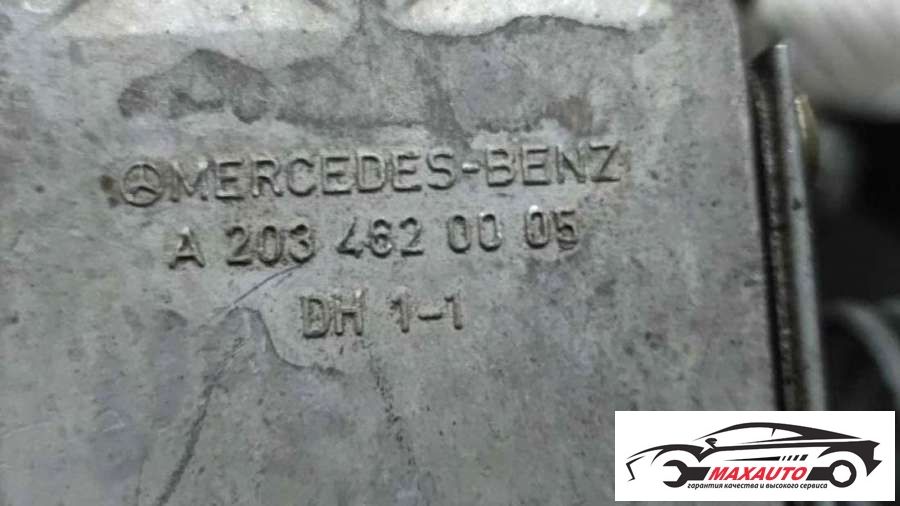 MERCEDES-BENZ
A 203 462 00 05
DH 1-1
MAXAUTO
гарантия качества и высокого сервиса